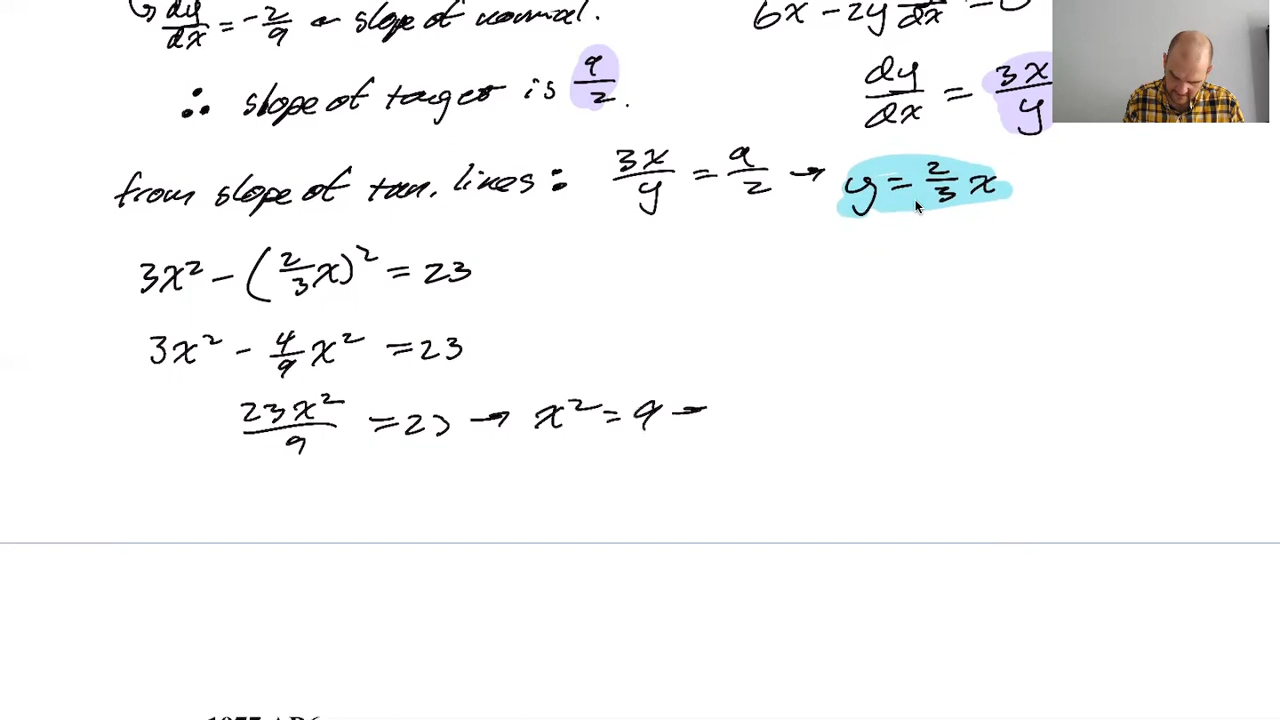 ↳ dy/dx = -2/9 ← slope of normal.
6x - 2y dy/dx = 0
∴ slope of tangent is 9/2.
dy/dx = 3x/y
from slope of tan. lines: 3x/y = 9/2 → y = 2/3 x
3x² - (2/3 x)² = 23
3x² - 4/9 x² = 23
23x²/9 = 23 → x² = 9 →